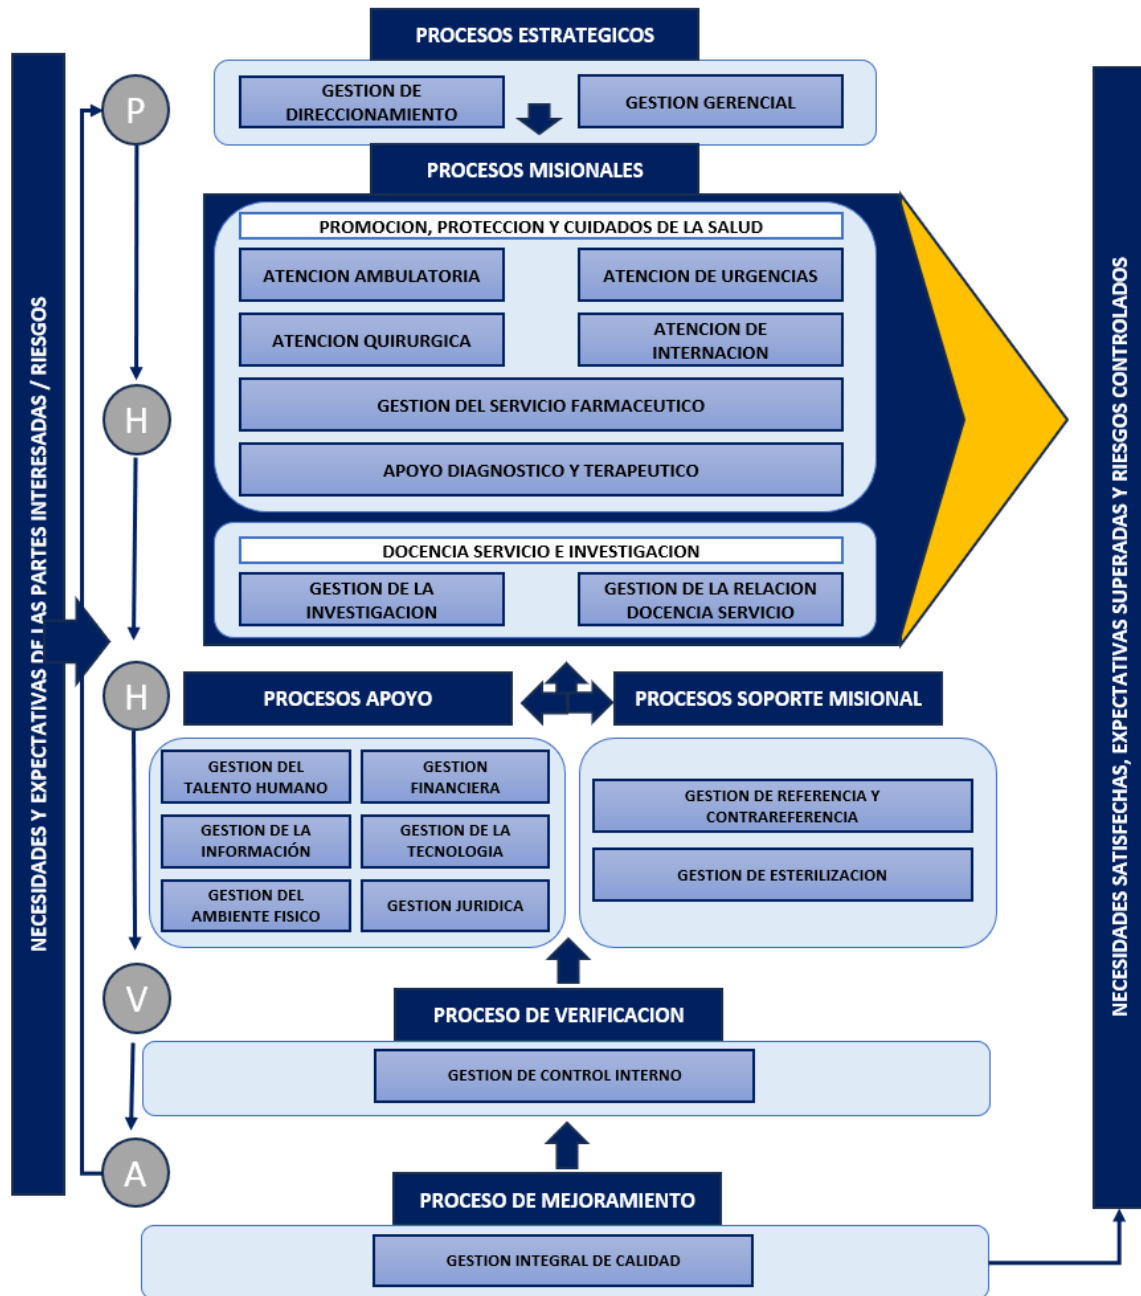 PROCESOS ESTRATEGICOS
GESTION DE
DIRECCIONAMIENTO
GESTION GERENCIAL
PROCESOS MISIONALES
PROMOCION, PROTECCION Y CUIDADOS DE LA SALUD
ATENCION AMBULATORIA
ATENCION DE URGENCIAS
ATENCION QUIRURGICA
ATENCION DE
INTERNACION
GESTION DEL SERVICIO FARMACEUTICO
APOYO DIAGNOSTICO Y TERAPEUTICO
DOCENCIA SERVICIO E INVESTIGACION
GESTION DE LA
INVESTIGACION
GESTION DE LA RELACION
DOCENCIA SERVICIO
PROCESOS APOYO
PROCESOS SOPORTE MISIONAL
GESTION DEL
TALENTO HUMANO
GESTION
FINANCIERA
GESTION DE LA
INFORMACIÓN
GESTION DE LA
TECNOLOGIA
GESTION DEL
AMBIENTE FISICO
GESTION JURIDICA
GESTION DE REFERENCIA Y
CONTRAREFERENCIA
GESTION DE ESTERILIZACION
PROCESO DE VERIFICACION
GESTION DE CONTROL INTERNO
PROCESO DE MEJORAMIENTO
GESTION INTEGRAL DE CALIDAD
NECESIDADES Y EXPECTATIVAS DE LAS PARTES INTERESADAS / RIESGOS
P
H
H
V
A
NECESIDADES SATISFECHAS, EXPECTATIVAS SUPERADAS Y RIESGOS CONTROLADOS